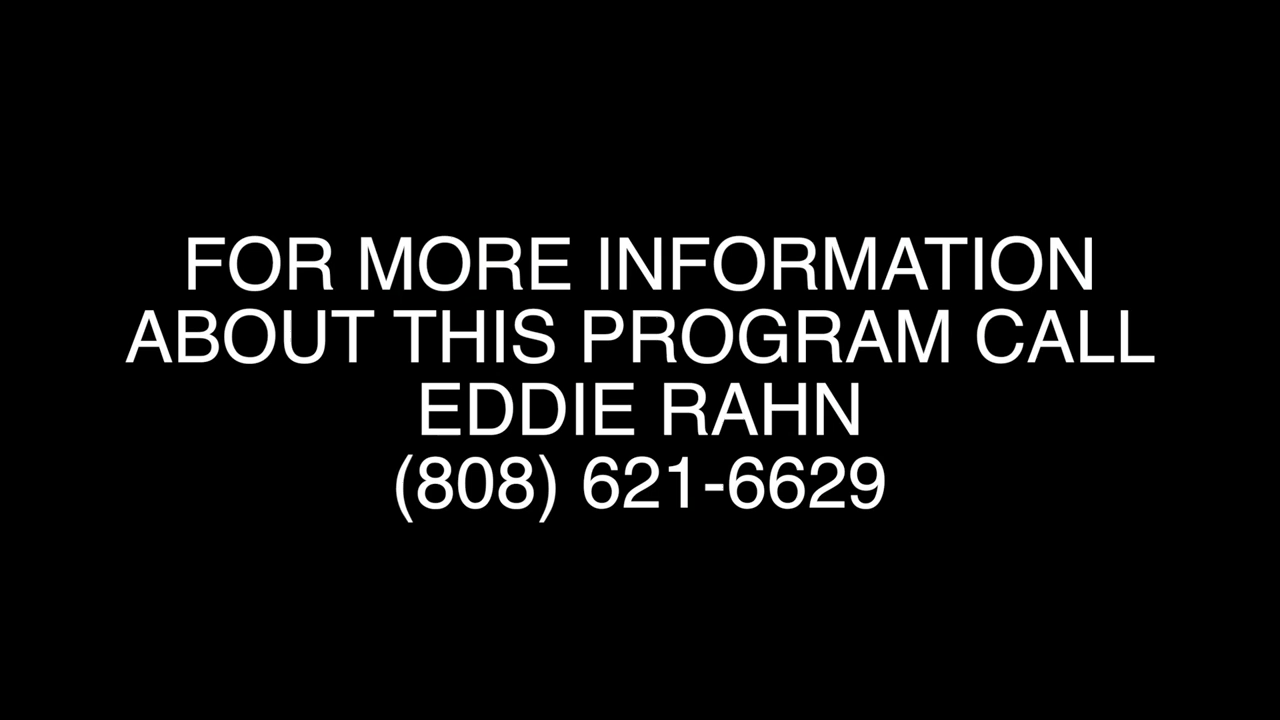 FOR MORE INFORMATION
ABOUT THIS PROGRAM CALL
EDDIE RAHN
(808) 621-6629